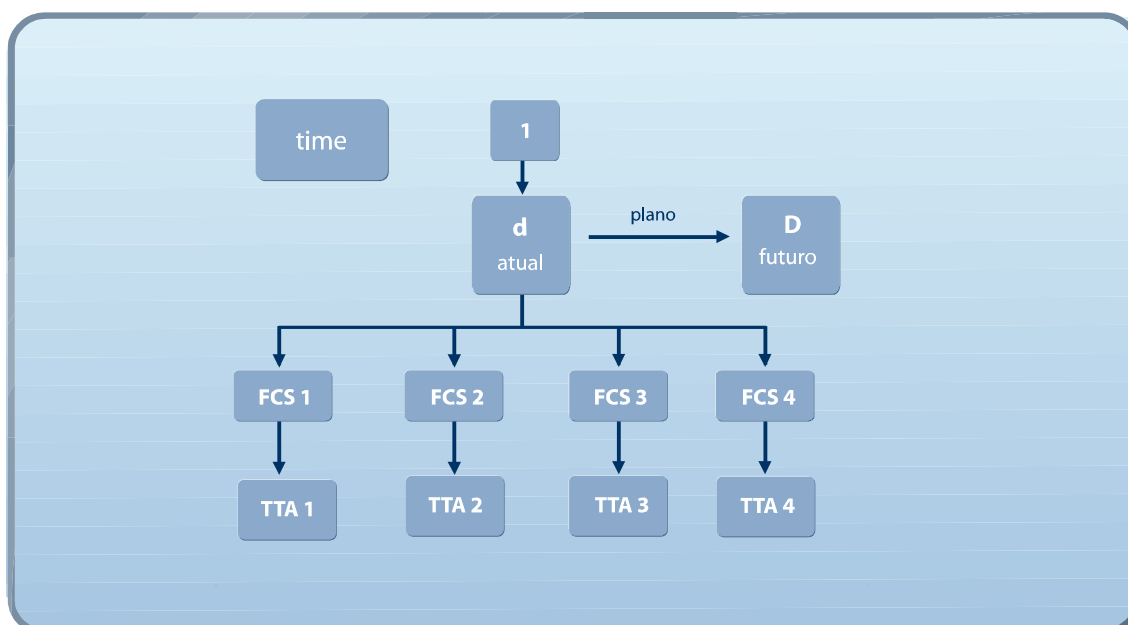 time
1
d
atual
plano
D
futuro
FCS 1
FCS 2
FCS 3
FCS 4
TTA 1
TTA 2
TTA 3
TTA 4